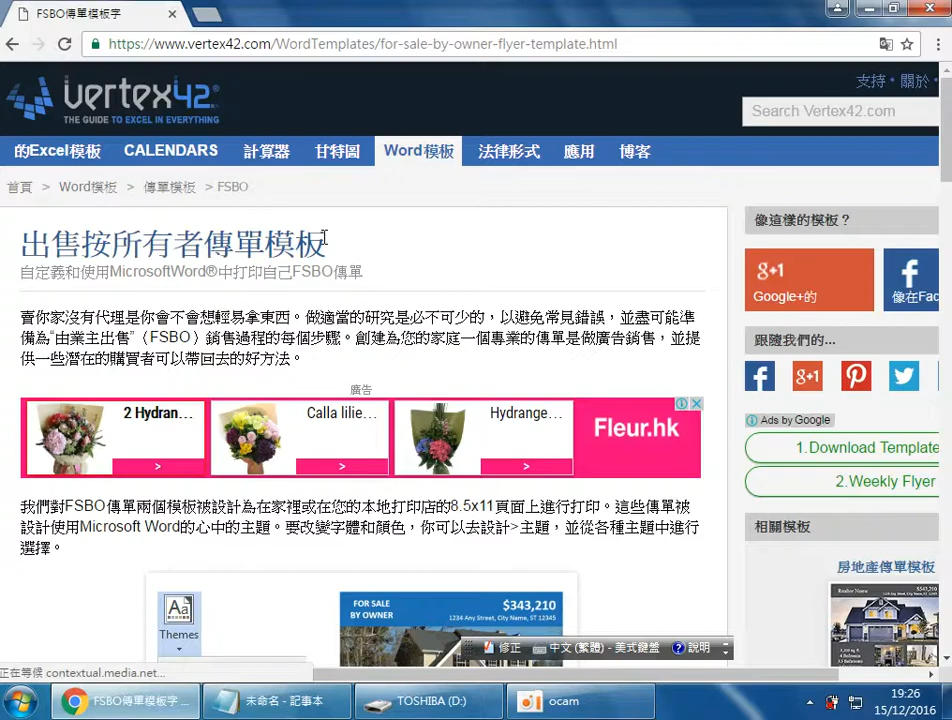 FSBO傳單模板字
https://www.vertex42.com/WordTemplates/for-sale-by-owner-flyer-template.html
vertex42
THE GUIDE TO EXCEL IN EVERYTHING
支持 · 關於 ·
Search Vertex42.com
的Excel模板 CALENDARS 計算器 甘特圖 Word模板 法律形式 應用 博客
首頁 > Word模板 > 傳單模板 > FSBO
出售按所有者傳單模板
自定義和使用MicrosoftWord®中打印自己FSBO傳單
賣你家沒有代理是你會不會想輕易拿東西。做適當的研究是必不可少的，以避免常見錯誤，並盡可能準
備為“由業主出售”（FSBO）銷售過程的每個步驟。創建為您的家庭一個專業的傳單是做廣告銷售，並提
供一些潛在的購買者可以帶回去的好方法。
廣告
2 Hydran...
>
Calla lilie...
>
Hydrange...
>
Fleur.hk
我們對FSBO傳單兩個模板被設計為在家裡或在您的本地打印店的8.5x11頁面上進行打印。這些傳單被
設計使用Microsoft Word的心中的主題。要改變字體和顏色，你可以去設計>主題，並從各種主題中進行
選擇。
Aa
Themes
FOR SALE
BY OWNER
$343,210
1234 Any Street, City Name, ST 12345
像這樣的模板？
g+1
Google+的
f
像在Fac
跟隨我們的...
Ads by Google
1.Download Template
2.Weekly Flyer
相關模板
房地產傳單模板
Realtor Name
$343,210
修正 中文 (繁體) - 美式鍵盤 說明
正在等候 contextual.media.net...
FSBO傳單模板字 ...
未命名 - 記事本
TOSHIBA (D:)
ocam
19:26
15/12/2016